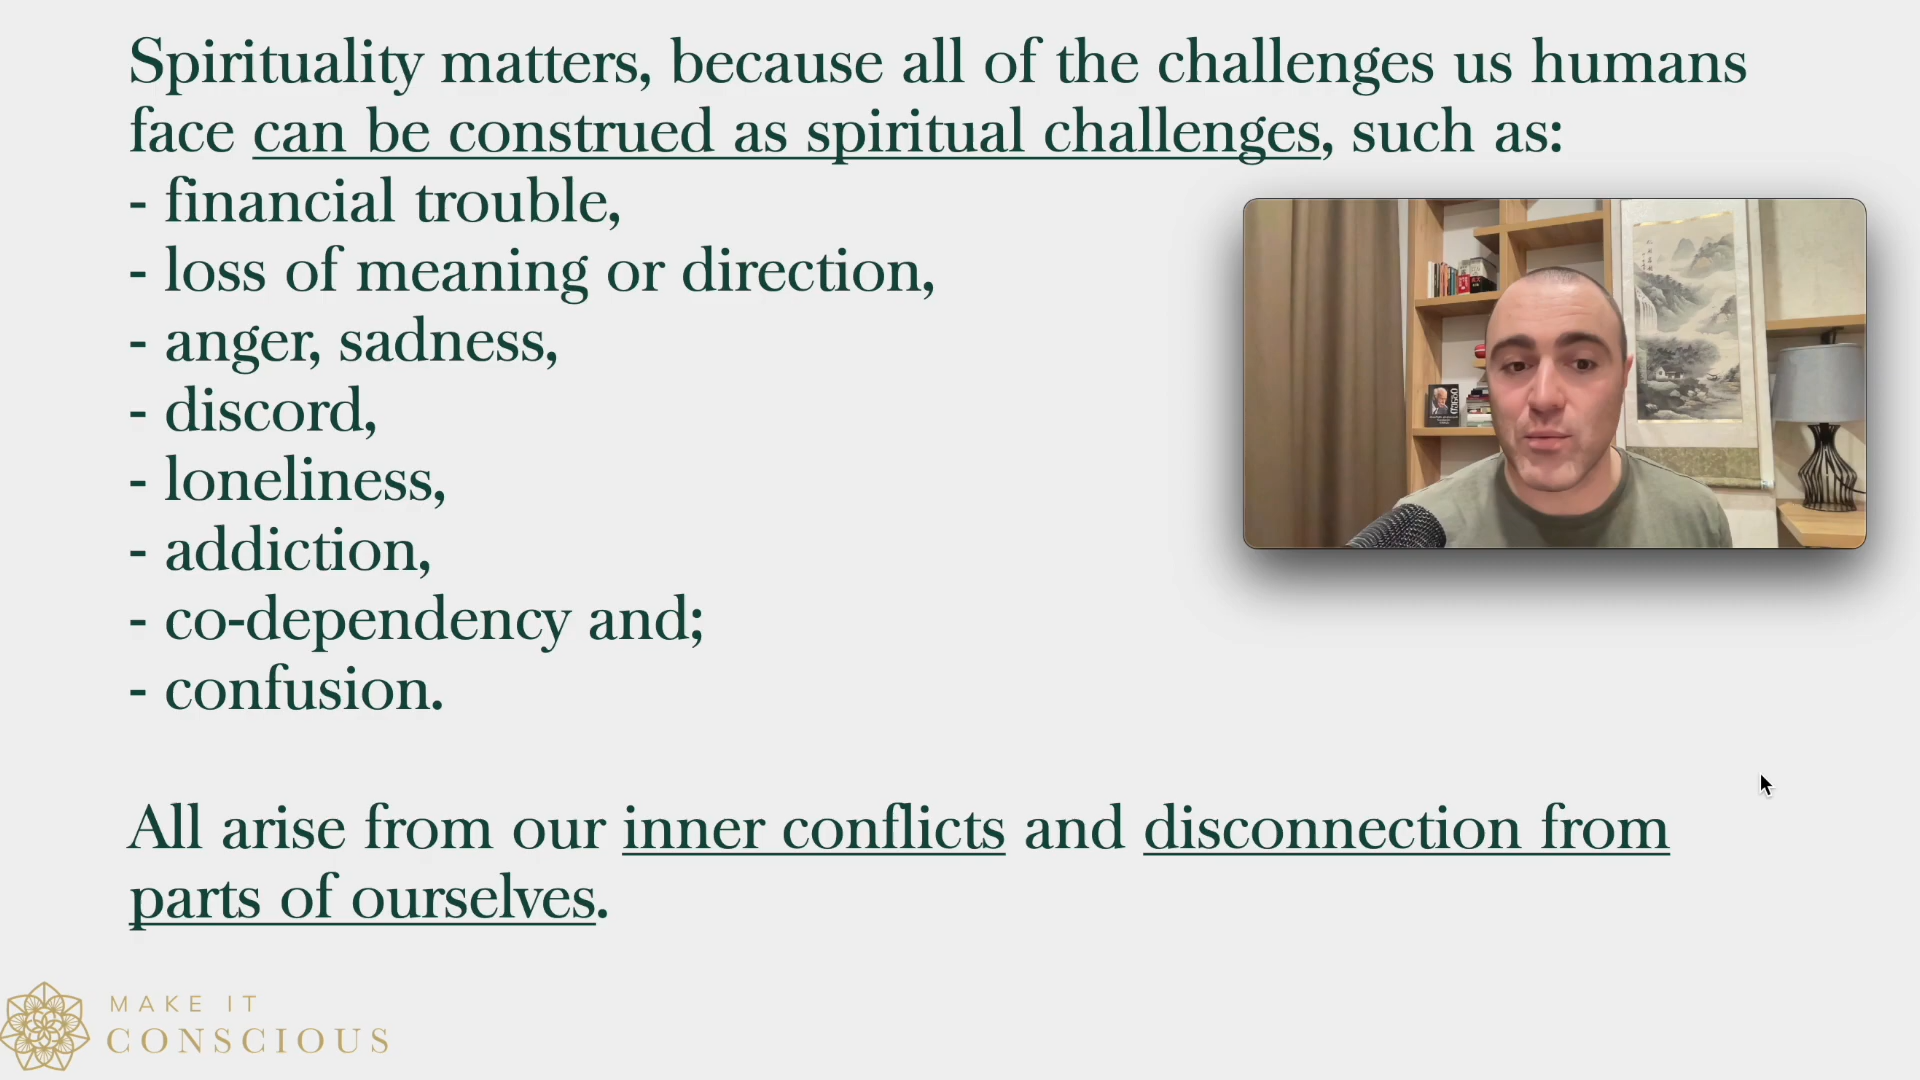 Spirituality matters, because all of the challenges us humans
face can be construed as spiritual challenges, such as:
- financial trouble,
- loss of meaning or direction,
- anger, sadness,
- discord,
- loneliness,
- addiction,
- co-dependency and;
- confusion.
All arise from our inner conflicts and disconnection from
parts of ourselves.
MAKE IT
CONSCIOUS